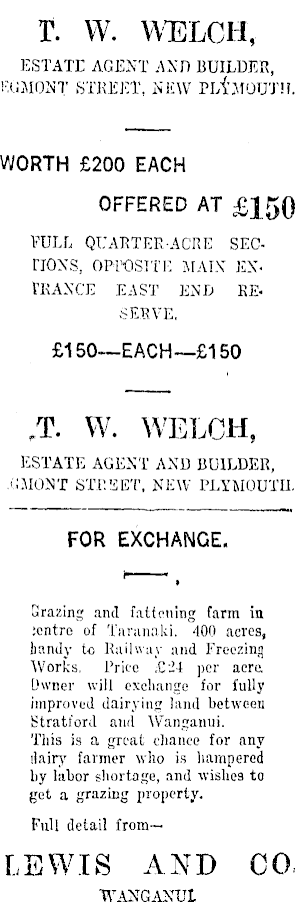 T. W. WELCH,
ESTATE AGENT AND BUILDER,
EGMONT STREET, NEW PLYMOUTH.
WORTH £200 EACH
OFFERED AT £150
FULL QUARTER-ACRE SEC-
TIONS, OPPOSITE MAIN EN-
TRANCE EAST END RE-
SERVE.
£150—EACH—£150
T. W. WELCH,
ESTATE AGENT AND BUILDER,
EGMONT STREET, NEW PLYMOUTH.
FOR EXCHANGE.
Grazing and fattening farm in
centre of Taranaki. 400 acres,
handy to Railway and Freezing
Works. Price £24 per acre.
Owner will exchange for fully
improved dairying land between
Stratford and Wanganui.
This is a great chance for any
dairy farmer who is hampered
by labor shortage, and wishes to
get a grazing property.
Full detail from—
LEWIS AND CO.
WANGANUI.